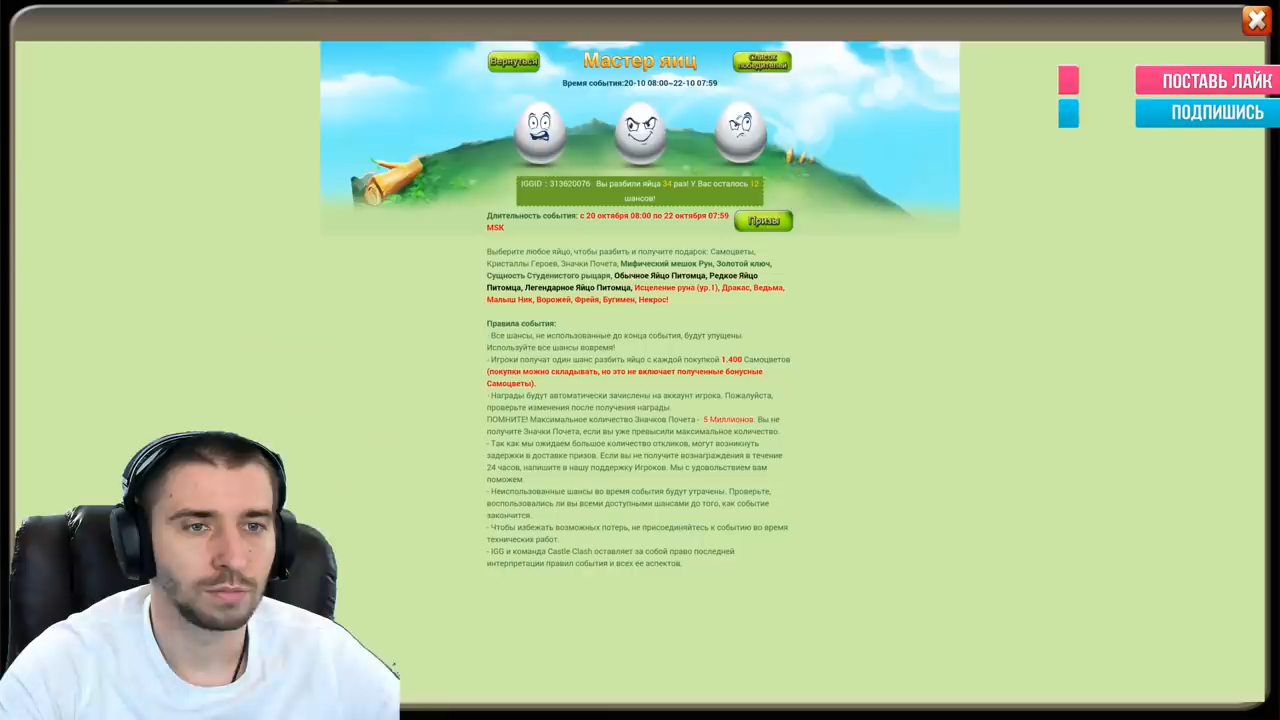 Вернуться
Мастер яиц
Список
победителей
Время события:20-10 08:00~22-10 07:59
ПОСТАВЬ ЛАЙК
ПОДПИШИСЬ
IGGID : 313620076 Вы разбили яйца 34 раз! У Вас осталось 12
шансов!
Длительность события: с 20 октября 08:00 по 22 октября 07:59
MSK
Призы
Выберите любое яйцо, чтобы разбить и получите подарок: Самоцветы,
Кристаллы Героев, Значки Почета, Мифический мешок Рун, Золотой ключ,
Сущность Студенистого рыцаря, Обычное Яйцо Питомца, Редкое Яйцо
Питомца, Легендарное Яйцо Питомца, Исцеление руна (ур.1), Дракас, Ведьма,
Малыш Ник, Ворожей, Фрейя, Бугимен, Некрос!
Правила события:
- Все шансы, не использованные до конца события, будут упущены.
Используйте все шансы вовремя!
- Игроки получат один шанс разбить яйцо с каждой покупкой 1.400 Самоцветов
(покупки можно складывать, но это не включает полученные бонусные
Самоцветы).
- Награды будут автоматически зачислены на аккаунт игрока. Пожалуйста,
проверьте изменения после получения награды.
ПОМНИТЕ! Максимальное количество Значков Почета - 5 Миллионов. Вы не
получите Значки Почета, если вы уже превысили максимальное количество.
- Так как мы ожидаем большое количество откликов, могут возникнуть
задержки в доставке призов. Если вы не получите вознаграждения в течение
24 часов, напишите в нашу поддержку Игроков. Мы с удовольствием вам
поможем
- Неиспользованные шансы во время события будут утрачены. Проверьте,
воспользовались ли вы всеми доступными шансами до того, как событие
закончится.
- Чтобы избежать возможных потерь, не присоединяйтесь к событию во время
технических работ.
- IGG и команда Castle Clash оставляет за собой право последней
интерпретации правил события и всех ее аспектов.